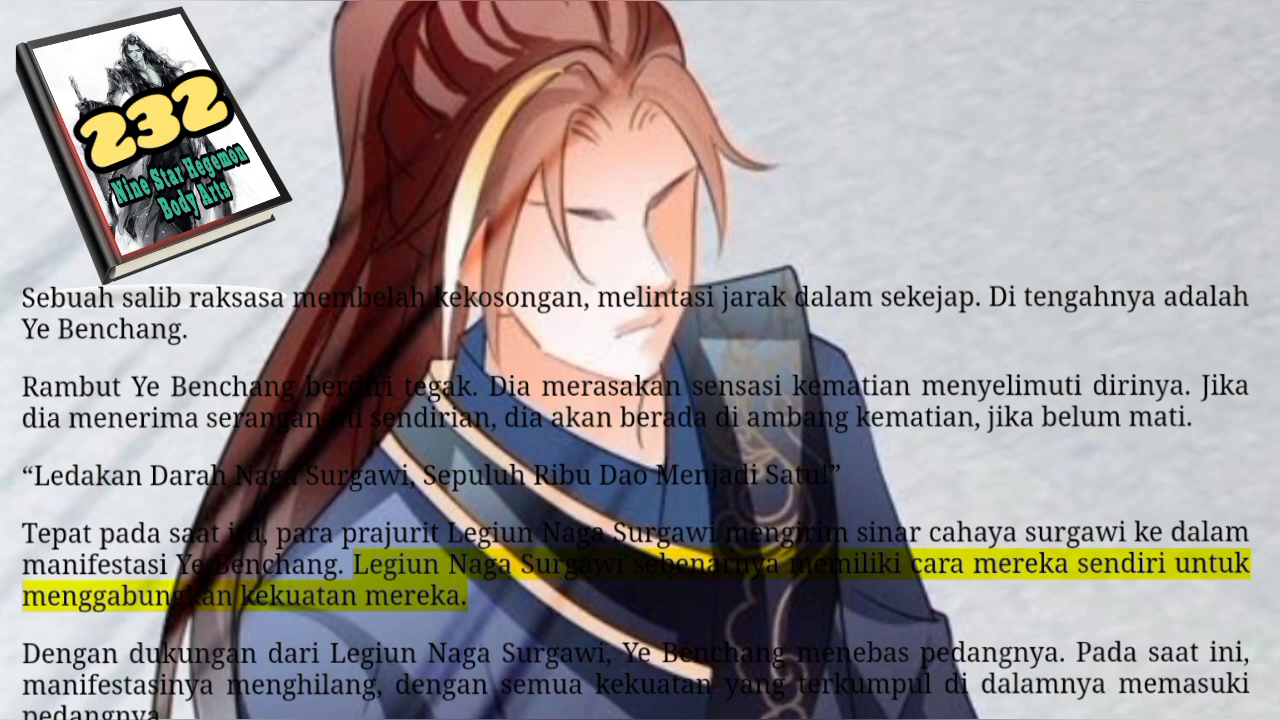 232
Nine Star Hegemon
Body Arts
Sebuah salib raksasa membelah kekosongan, melintasi jarak dalam sekejap. Di tengahnya adalah
Ye Benchang.
Rambut Ye Benchang berdiri tegak. Dia merasakan sensasi kematian menyelimuti dirinya. Jika
dia menerima serangan ini sendirian, dia akan berada di ambang kematian, jika belum mati.
“Ledakan Darah Naga Surgawi, Sepuluh Ribu Dao Menjadi Satu!”
Tepat pada saat itu, para prajurit Legiun Naga Surgawi mengirim sinar cahaya surgawi ke dalam
manifestasi Ye Benchang. Legiun Naga Surgawi sebenarnya memiliki cara mereka sendiri untuk
menggabungkan kekuatan mereka.
Dengan dukungan dari Legiun Naga Surgawi, Ye Benchang menebas pedangnya. Pada saat ini,
manifestasinya menghilang, dengan semua kekuatan yang terkumpul di dalamnya memasuki
pedangnya.